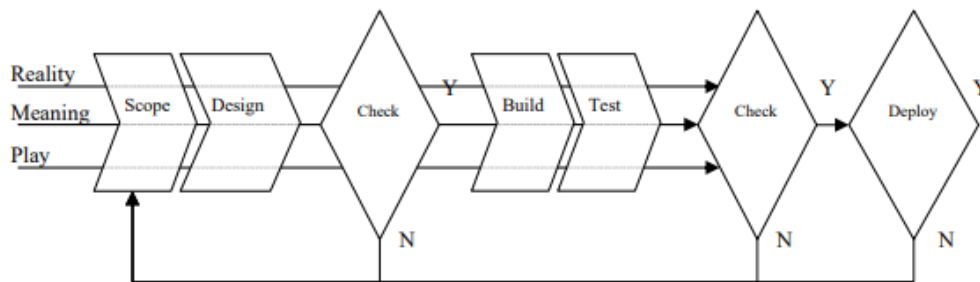 Reality
Meaning
Play
Scope
Design
Check
Y
Build
Test
Check
Y
Deploy
Y
N
N
N